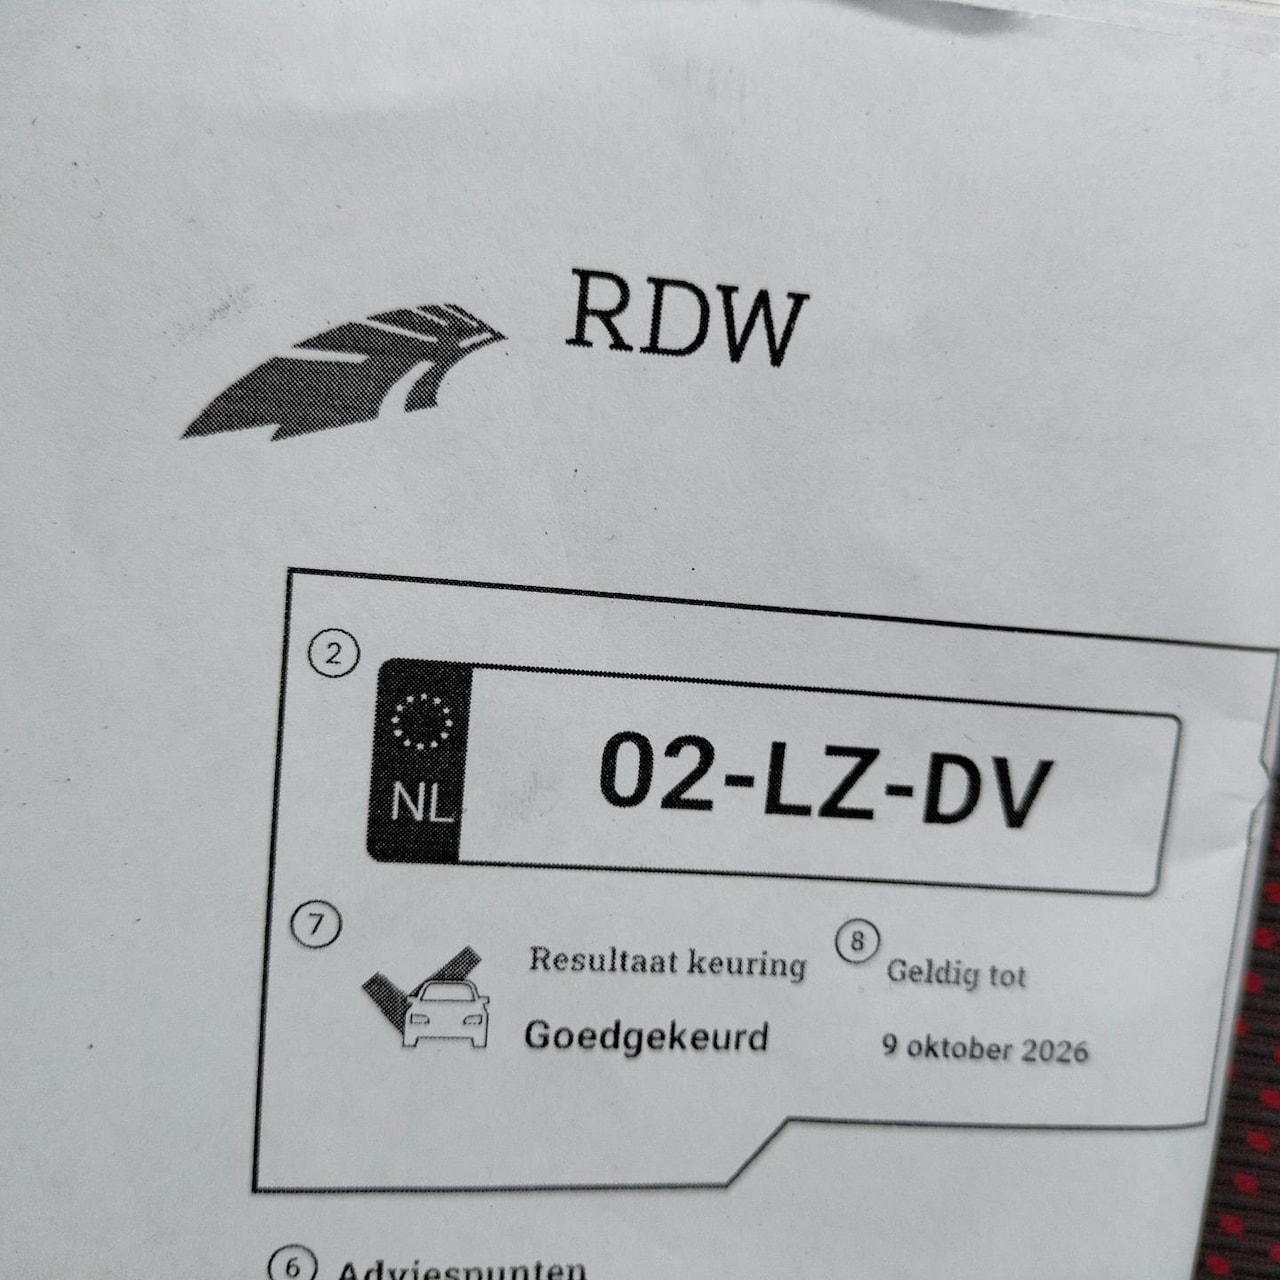 RDW
2
NL
02-LZ-DV
7
Resultaat keuring
8
Geldig tot
Goedgekeurd
9 oktober 2026
6 Adviespunten